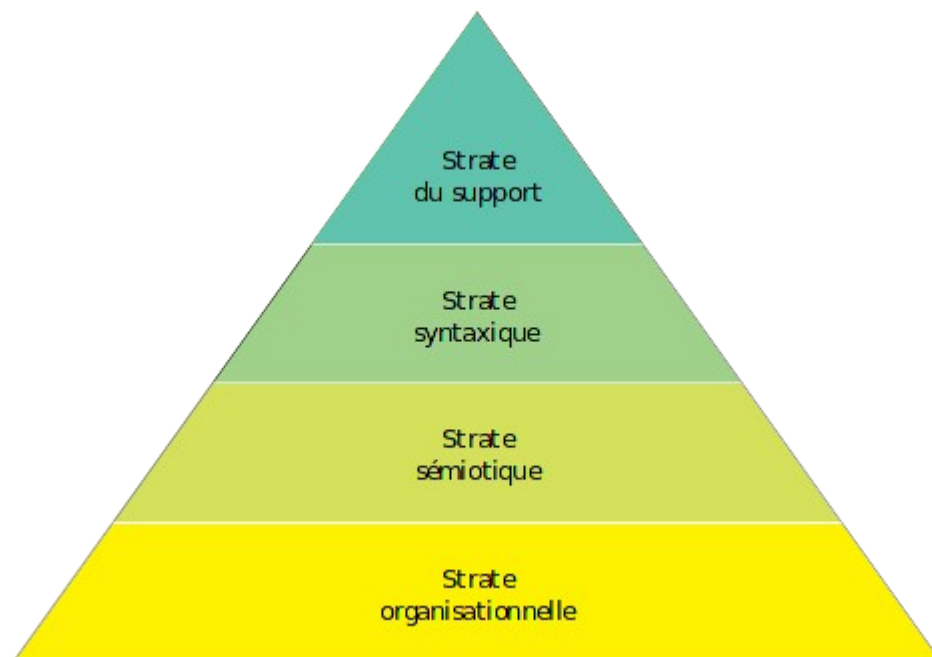 Strate
du support
Strate
syntaxique
Strate
sémiotique
Strate
organisationnelle